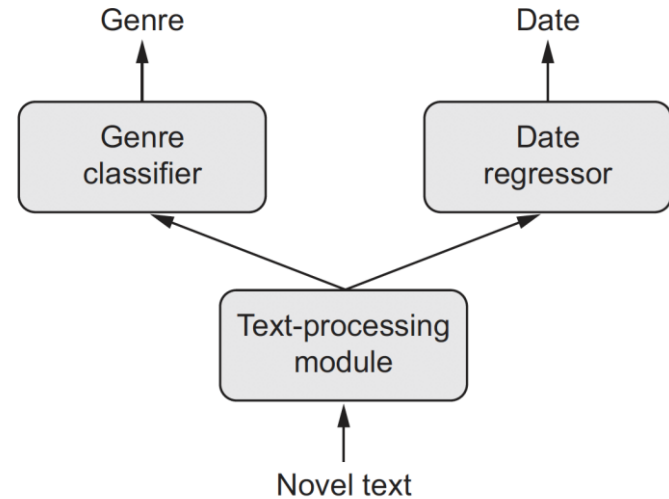 Genre
Date
Genre
classifier
Date
regressor
Text-processing
module
Novel text